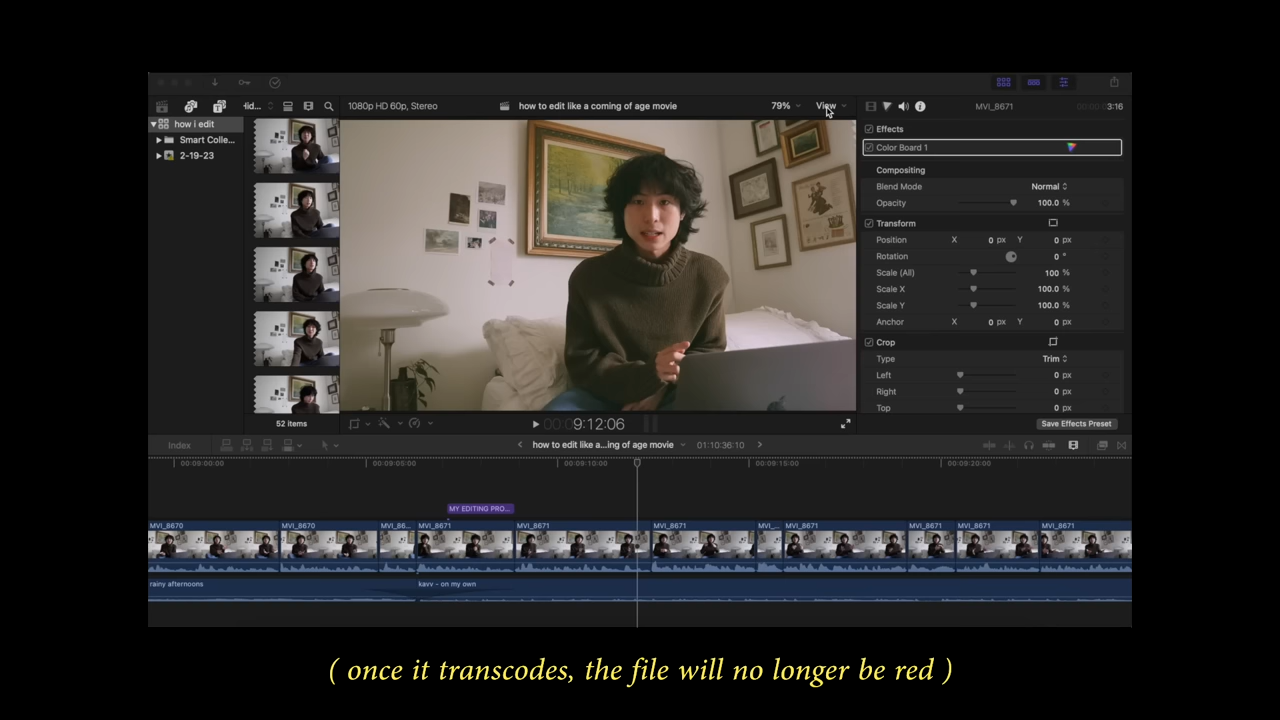 Hid...
1080p HD 60p, Stereo
how to edit like a coming of age movie
79%
View
MVI_8671
3:16
how i edit
Smart Colle...
2-19-23
52 items
Effects
Color Board 1
Compositing
Blend Mode Normal
Opacity 100.0 %
Transform
Position X 0 px Y 0 px
Rotation 0 °
Scale (All) 100 %
Scale X 100.0 %
Scale Y 100.0 %
Anchor X 0 px Y 0 px
Crop
Type Trim
Left 0 px
Right 0 px
Top 0 px
Save Effects Preset
9:12:06
Index
how to edit like a...ing of age movie
01:10:36:10
00:09:00:00 00:09:05:00 00:09:10:00 00:09:15:00 00:09:20:00
MY EDITING PRO...
MVI_8670 MVI_8670 MVI_86... MVI_8671 MVI_8671 MVI_8671 MVI_... MVI_8671 MVI_8671 MVI_8671 MVI_8671
rainy afternoons kavv - on my own
( once it transcodes, the file will no longer be red )